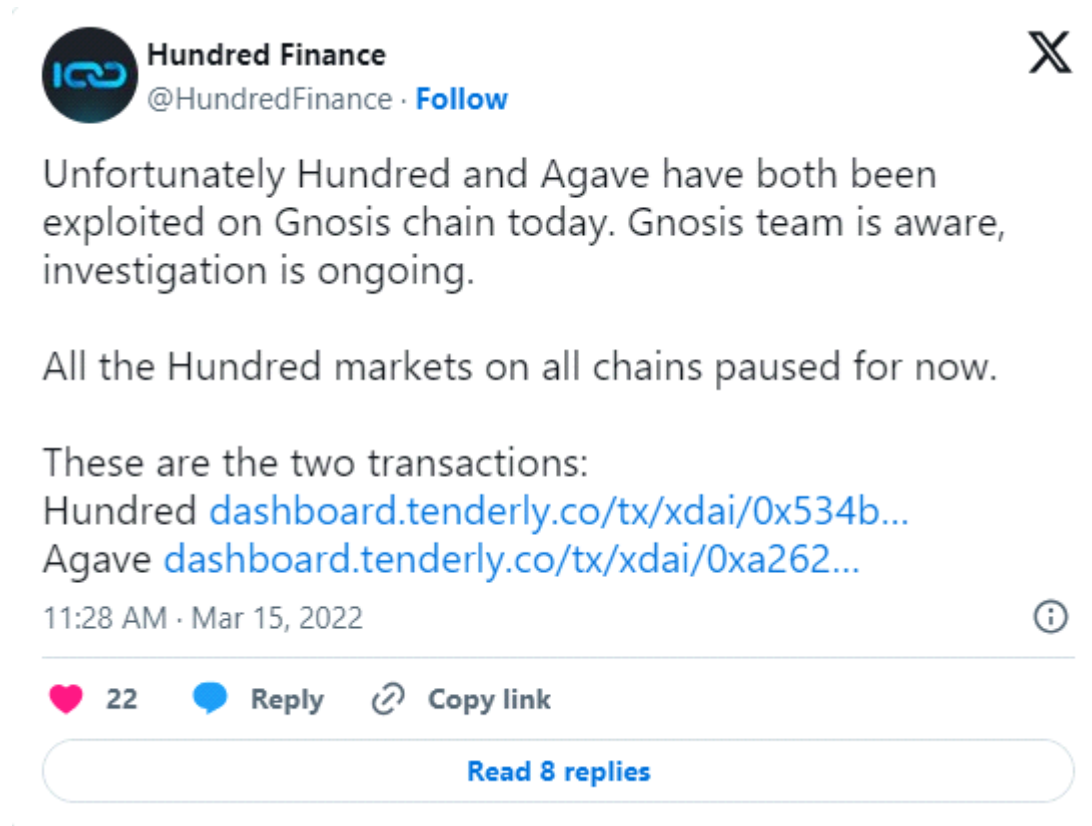 Hundred Finance
@HundredFinance · Follow
Unfortunately Hundred and Agave have both been
exploited on Gnosis chain today. Gnosis team is aware,
investigation is ongoing.
All the Hundred markets on all chains paused for now.
These are the two transactions:
Hundred dashboard.tenderly.co/tx/xdai/0x534b...
Agave dashboard.tenderly.co/tx/xdai/0xa262...
11:28 AM · Mar 15, 2022
22 Reply Copy link
Read 8 replies